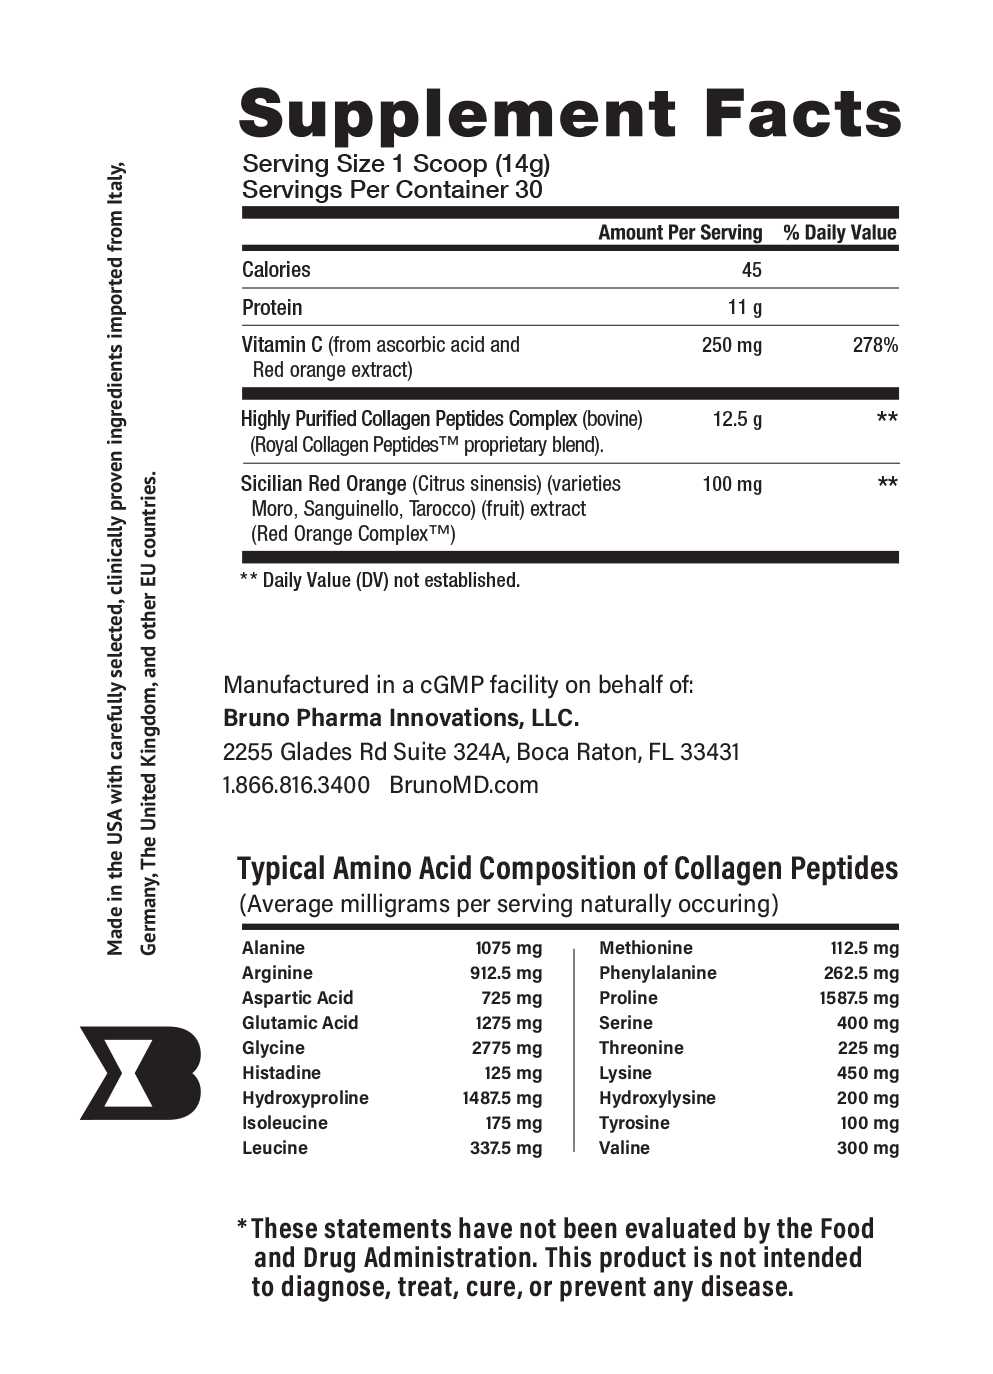 Supplement Facts
Serving Size 1 Scoop (14g)
Servings Per Container 30
Amount Per Serving % Daily Value
Calories 45
Protein 11 g
Vitamin C (from ascorbic acid and 250 mg 278%
Red orange extract)
Highly Purified Collagen Peptides Complex (bovine) 12.5 g **
(Royal Collagen Peptides™ proprietary blend).
Sicilian Red Orange (Citrus sinensis) (varieties 100 mg **
Moro, Sanguinello, Tarocco) (fruit) extract
(Red Orange Complex™)
** Daily Value (DV) not established.
Made in the USA with carefully selected, clinically proven ingredients imported from Italy,
Germany, The United Kingdom, and other EU countries.
Manufactured in a cGMP facility on behalf of:
Bruno Pharma Innovations, LLC.
2255 Glades Rd Suite 324A, Boca Raton, FL 33431
1.866.816.3400 BrunoMD.com
Typical Amino Acid Composition of Collagen Peptides
(Average milligrams per serving naturally occuring)
Alanine 1075 mg Methionine 112.5 mg
Arginine 912.5 mg Phenylalanine 262.5 mg
Aspartic Acid 725 mg Proline 1587.5 mg
Glutamic Acid 1275 mg Serine 400 mg
Glycine 2775 mg Threonine 225 mg
Histadine 125 mg Lysine 450 mg
Hydroxyproline 1487.5 mg Hydroxylysine 200 mg
Isoleucine 175 mg Tyrosine 100 mg
Leucine 337.5 mg Valine 300 mg
* These statements have not been evaluated by the Food
and Drug Administration. This product is not intended
to diagnose, treat, cure, or prevent any disease.